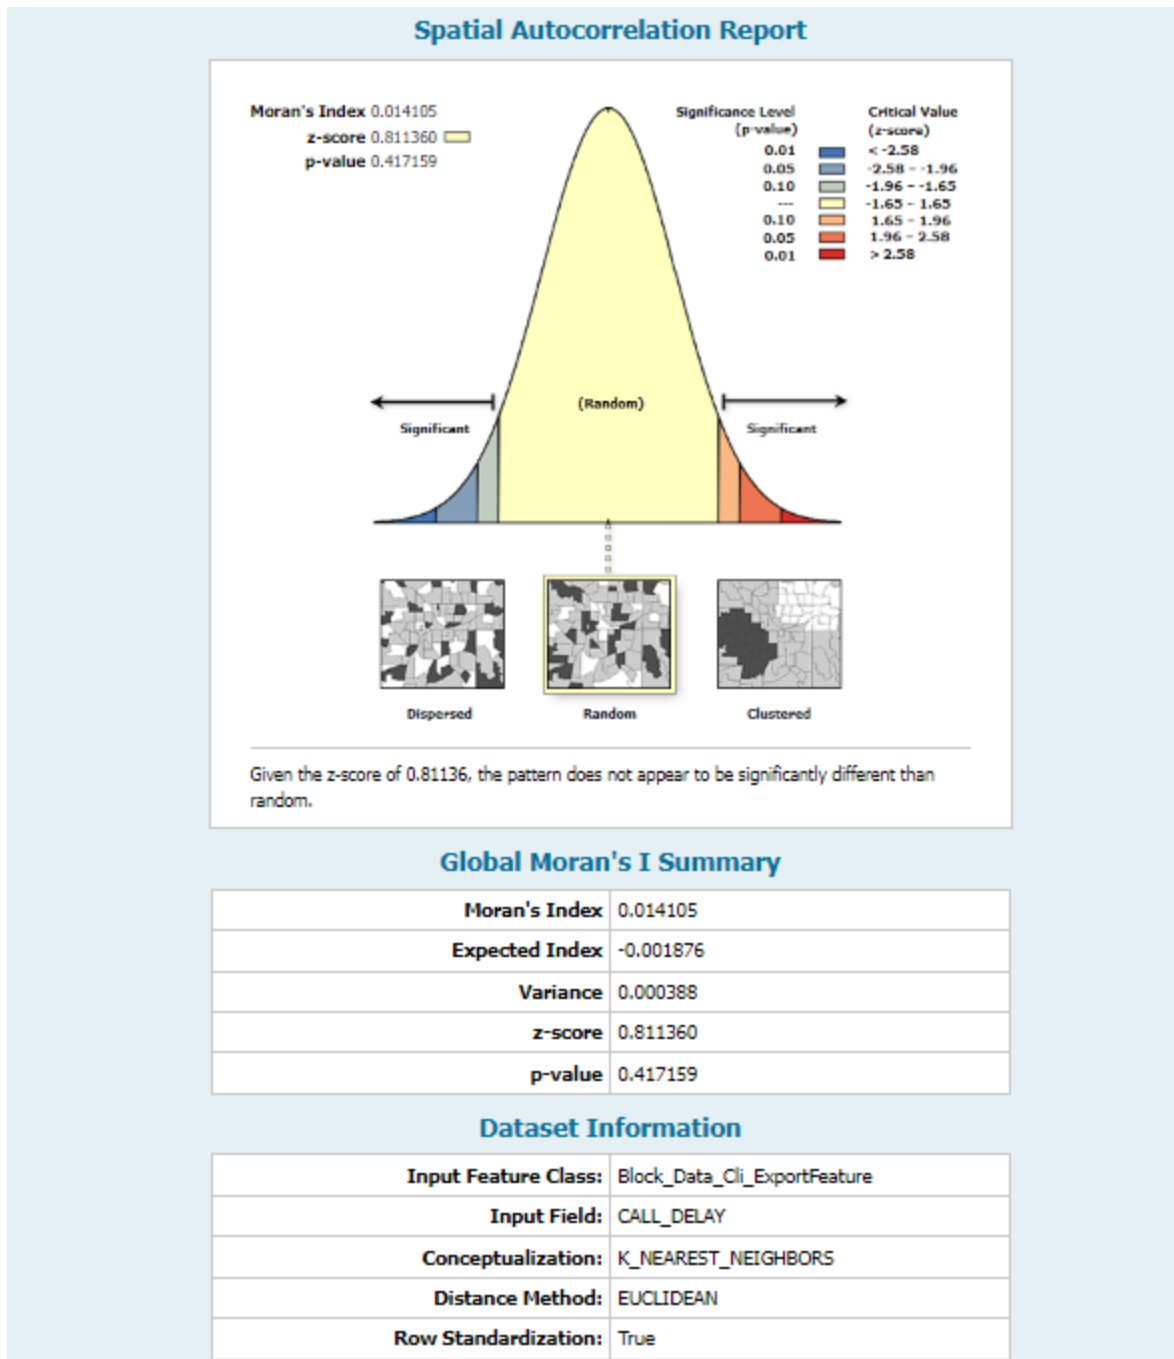 Spatial Autocorrelation Report
Moran's Index 0.014105
z-score 0.811360
p-value 0.417159
Significance Level (p-value) Critical Value (z-score)
0.01 < -2.58
0.05 -2.58 - -1.96
0.10 -1.96 - -1.65
--- -1.65 - 1.65
0.10 1.65 - 1.96
0.05 1.96 - 2.58
0.01 > 2.58
(Random)
Significant Significant
Dispersed Random Clustered
Given the z-score of 0.81136, the pattern does not appear to be significantly different than
random.
Global Moran's I Summary
Moran's Index 0.014105
Expected Index -0.001876
Variance 0.000388
z-score 0.811360
p-value 0.417159
Dataset Information
Input Feature Class: Block_Data_Cli_ExportFeature
Input Field: CALL_DELAY
Conceptualization: K_NEAREST_NEIGHBORS
Distance Method: EUCLIDEAN
Row Standardization: True